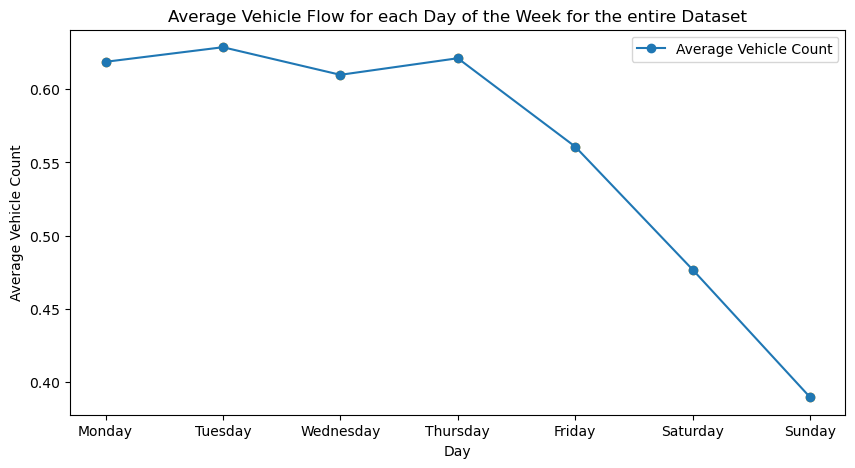 Average Vehicle Flow for each Day of the Week for the entire Dataset
Average Vehicle Count
Average Vehicle Count
0.60
0.55
0.50
0.45
0.40
Monday Tuesday Wednesday Thursday Friday Saturday Sunday
Day